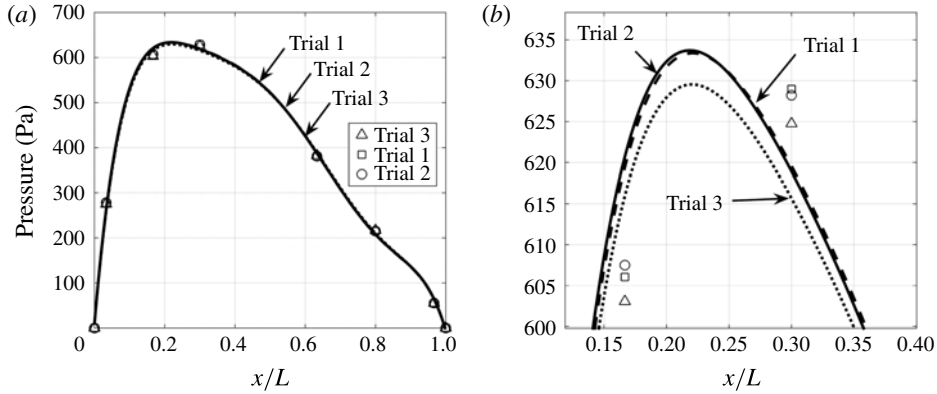 (a)
700
600
500
400
300
200
100
0
0.2
0.4
0.6
0.8
1.0
Pressure (Pa)
x/L
Trial 1
Trial 2
Trial 3
Trial 3
Trial 1
Trial 2
(b)
635
630
625
620
615
610
605
600
0.15
0.20
0.25
0.30
0.35
0.40
x/L
Trial 2
Trial 1
Trial 3